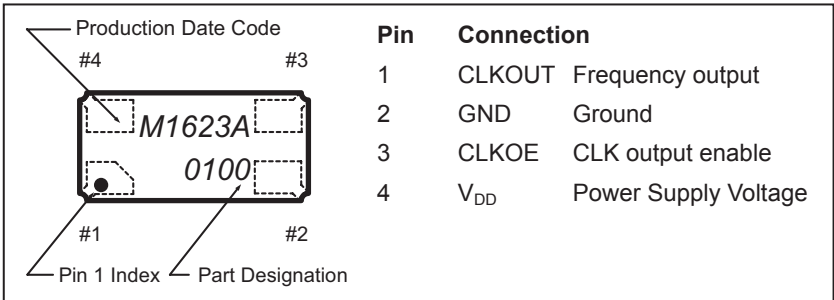 Production Date Code
#4 #3
M1623A
0100
#1 #2
Pin 1 Index Part Designation
Pin Connection
1 CLKOUT Frequency output
2 GND Ground
3 CLKOE CLK output enable
4 VDD Power Supply Voltage